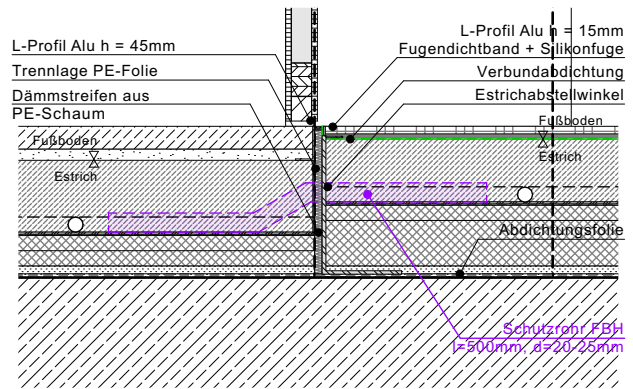 L-Profil Alu h = 45mm
Trennlage PE-Folie
Dämmstreifen aus
PE-Schaum
L-Profil Alu h = 15mm
Fugendichtband + Silikonfuge
Verbundabdichtung
Estrichabstellwinkel
Fußboden
Estrich
Fußboden
Estrich
Abdichtungsfolie
Schutzrohr FBH
l=500mm, d=20-25mm